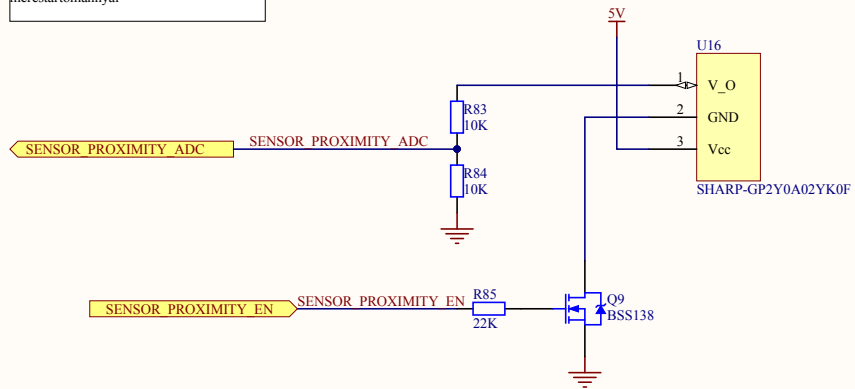 5V
U16
1
V_O
R83
10K
2
GND
SENSOR_PROXIMITY_ADC
SENSOR_PROXIMITY_ADC
3
Vcc
R84
10K
SHARP-GP2Y0A02YK0F
SENSOR_PROXIMITY_EN
SENSOR_PROXIMITY_EN
R85
22K
Q9
BSS138